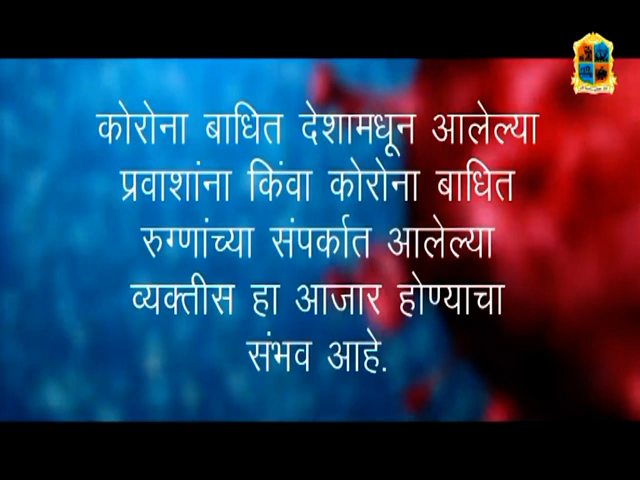 कोरोना बाधित देशामधून आलेल्या
प्रवाशांना किंवा कोरोना बाधित
रुग्णांच्या संपर्कात आलेल्या
व्यक्तीस हा आजार होण्याचा
संभव आहे.